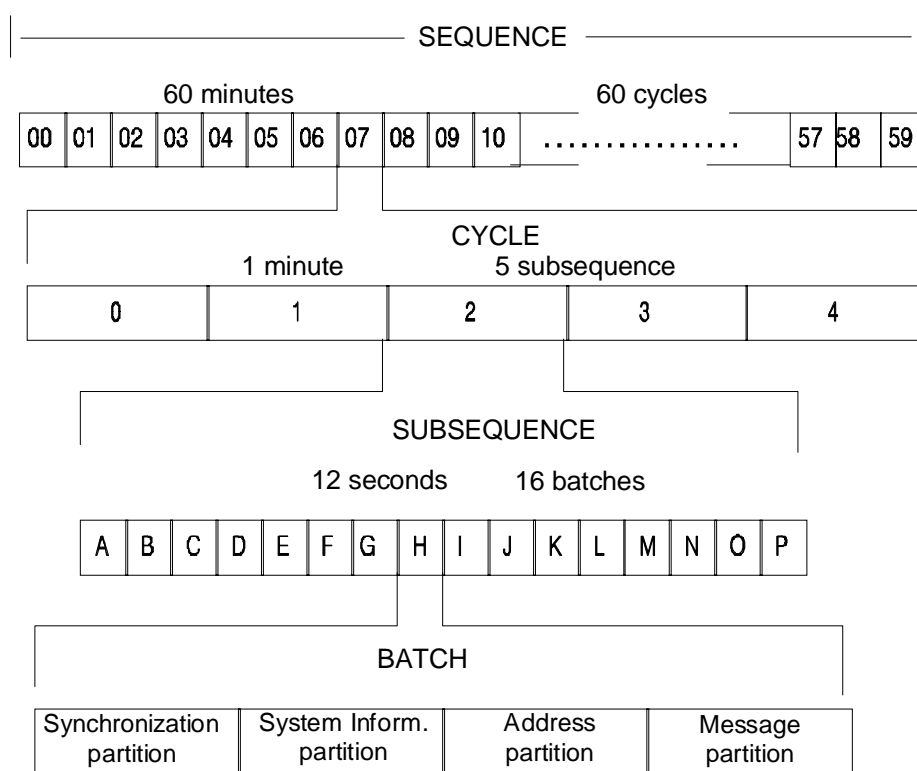 SEQUENCE
60 minutes 60 cycles
00 01 02 03 04 05 06 07 08 09 10 ................ 57 58 59
CYCLE
1 minute 5 subsequence
0 1 2 3 4
SUBSEQUENCE
12 seconds 16 batches
A B C D E F G H I J K L M N O P
BATCH
Synchronization partition
System Inform. partition
Address partition
Message partition